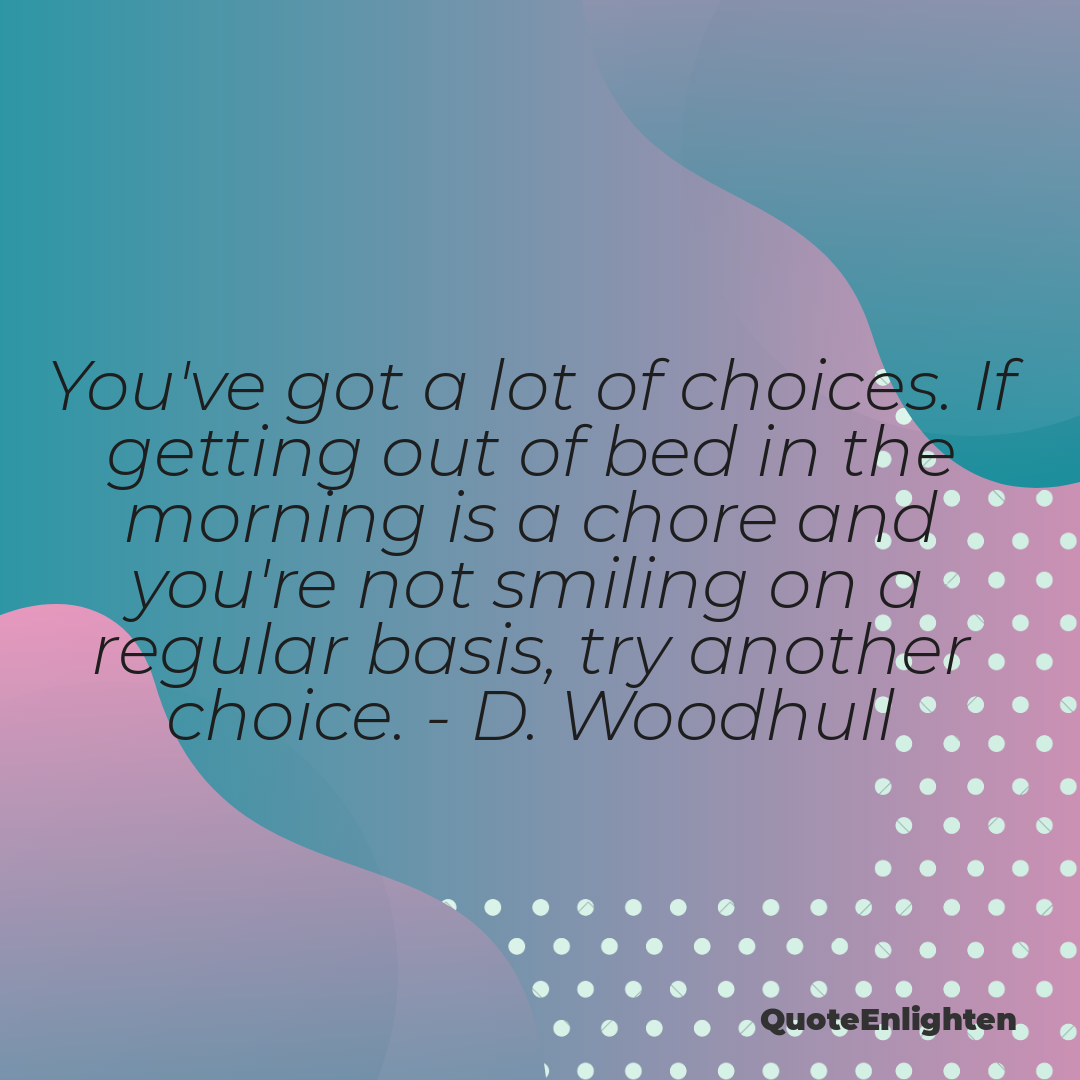 You've got a lot of choices. If
getting out of bed in the
morning is a chore and
you're not smiling on a
regular basis, try another
choice. - D. Woodhull
QuoteEnlighten